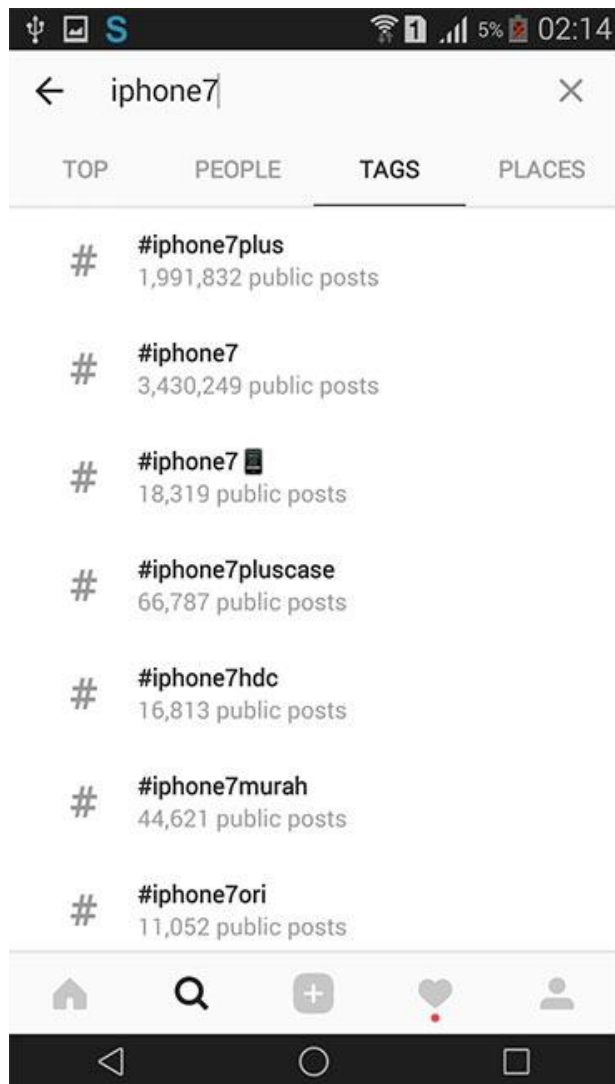 S 1 5% 02:14
iphone7
TOP PEOPLE TAGS PLACES
# #iphone7plus
1,991,832 public posts
# #iphone7
3,430,249 public posts
# #iphone7📱
18,319 public posts
# #iphone7pluscase
66,787 public posts
# #iphone7hdc
16,813 public posts
# #iphone7murah
44,621 public posts
# #iphone7ori
11,052 public posts